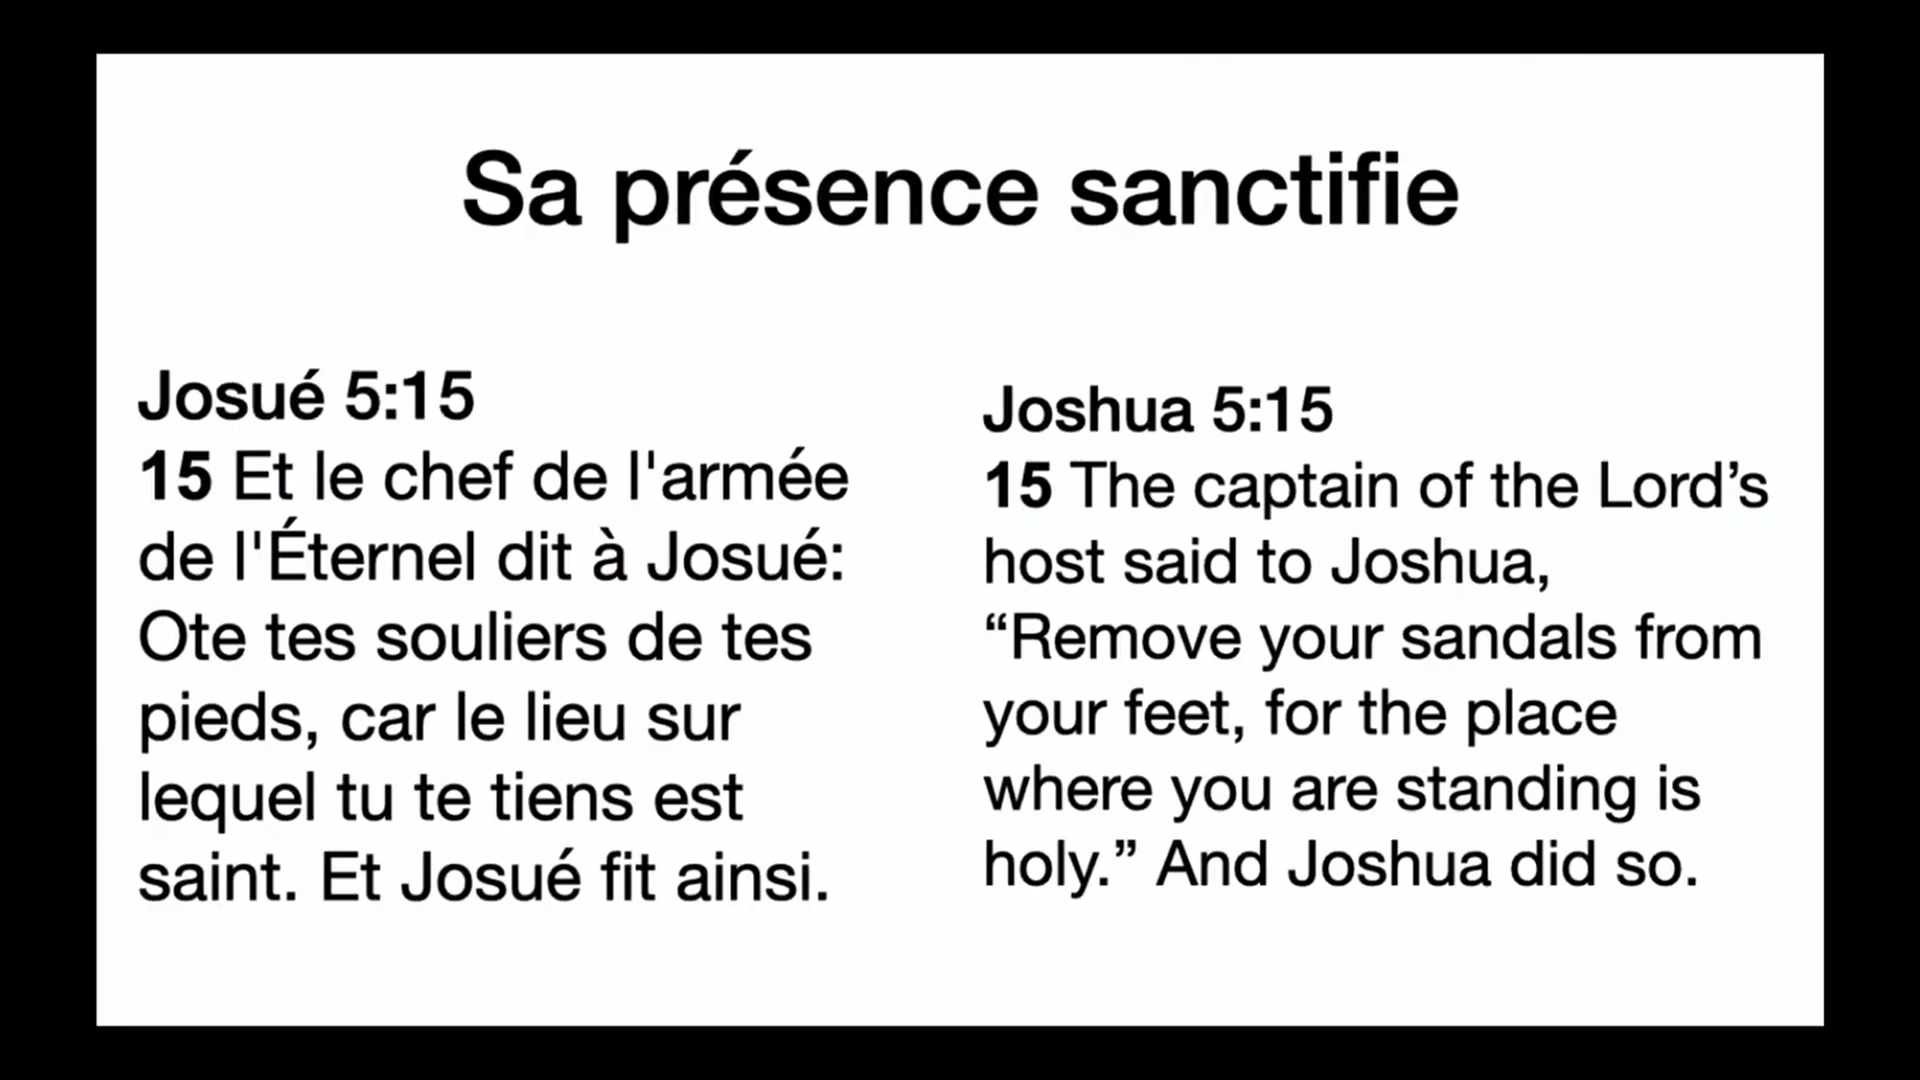 Sa présence sanctifie
Josué 5:15
15 Et le chef de l'armée
de l'Éternel dit à Josué:
Ote tes souliers de tes
pieds, car le lieu sur
lequel tu te tiens est
saint. Et Josué fit ainsi.
Joshua 5:15
15 The captain of the Lord’s
host said to Joshua,
“Remove your sandals from
your feet, for the place
where you are standing is
holy.” And Joshua did so.